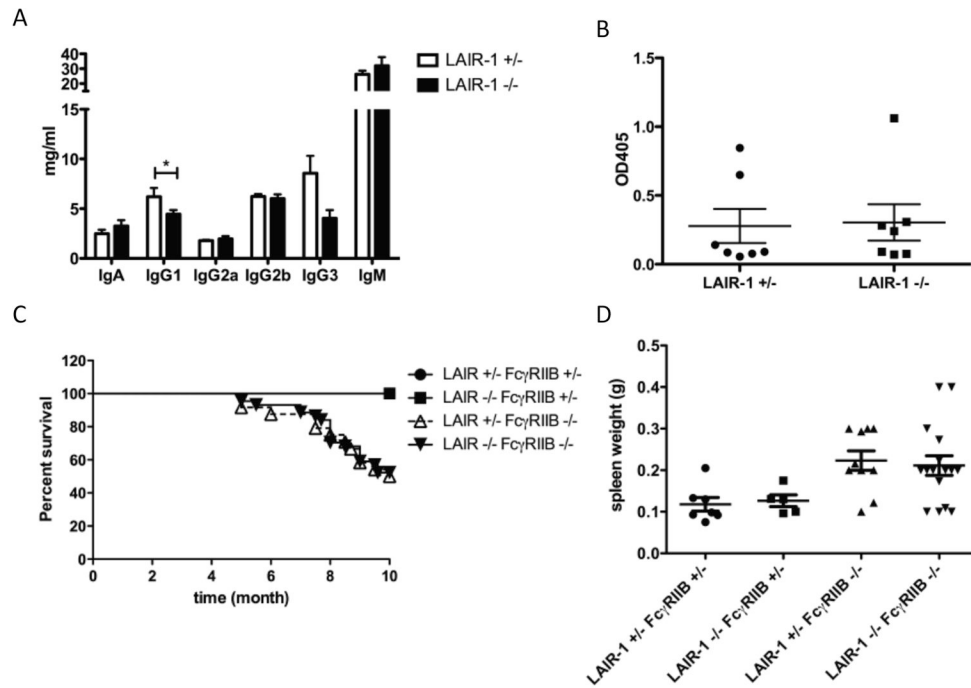 A
40
30
20
15
10
5
0
mg/ml
*
IgA IgG1 IgG2a IgG2b IgG3 IgM
LAIR-1 +/-
LAIR-1 -/-
B
1.5
1.0
0.5
0.0
OD405
LAIR-1 +/- LAIR-1 -/-
C
120
100
80
60
40
20
0
Percent survival
0 2 4 6 8 10
time (month)
LAIR +/- FcγRIIB +/-
LAIR -/- FcγRIIB +/-
LAIR +/- FcγRIIB -/-
LAIR -/- FcγRIIB -/-
D
0.5
0.4
0.3
0.2
0.1
0.0
spleen weight (g)
LAIR-1 +/- FcγRIIB +/-
LAIR-1 -/- FcγRIIB +/-
LAIR-1 +/- FcγRIIB -/-
LAIR-1 -/- FcγRIIB -/-